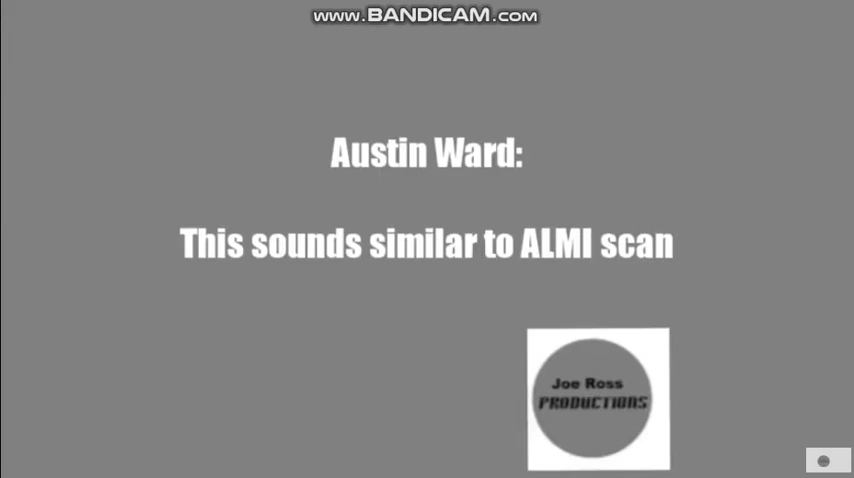 www.BANDICAM.com
Austin Ward:
This sounds similar to ALMI scan
Joe Ross
PRODUCTIONS